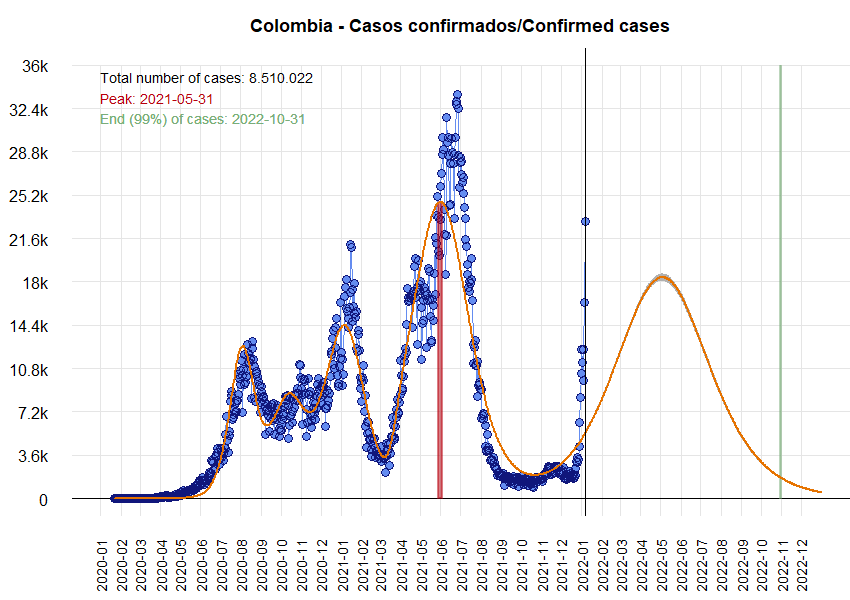 Colombia - Casos confirmados/Confirmed cases
36k
Total number of cases: 8.510.022
Peak: 2021-05-31
End (99%) of cases: 2022-10-31
32.4k
28.8k
25.2k
21.6k
18k
14.4k
10.8k
7.2k
3.6k
0
2020-01
2020-02
2020-03
2020-04
2020-05
2020-06
2020-07
2020-08
2020-09
2020-10
2020-11
2020-12
2021-01
2021-02
2021-03
2021-04
2021-05
2021-06
2021-07
2021-08
2021-09
2021-10
2021-11
2021-12
2022-01
2022-02
2022-03
2022-04
2022-05
2022-06
2022-07
2022-08
2022-09
2022-10
2022-11
2022-12